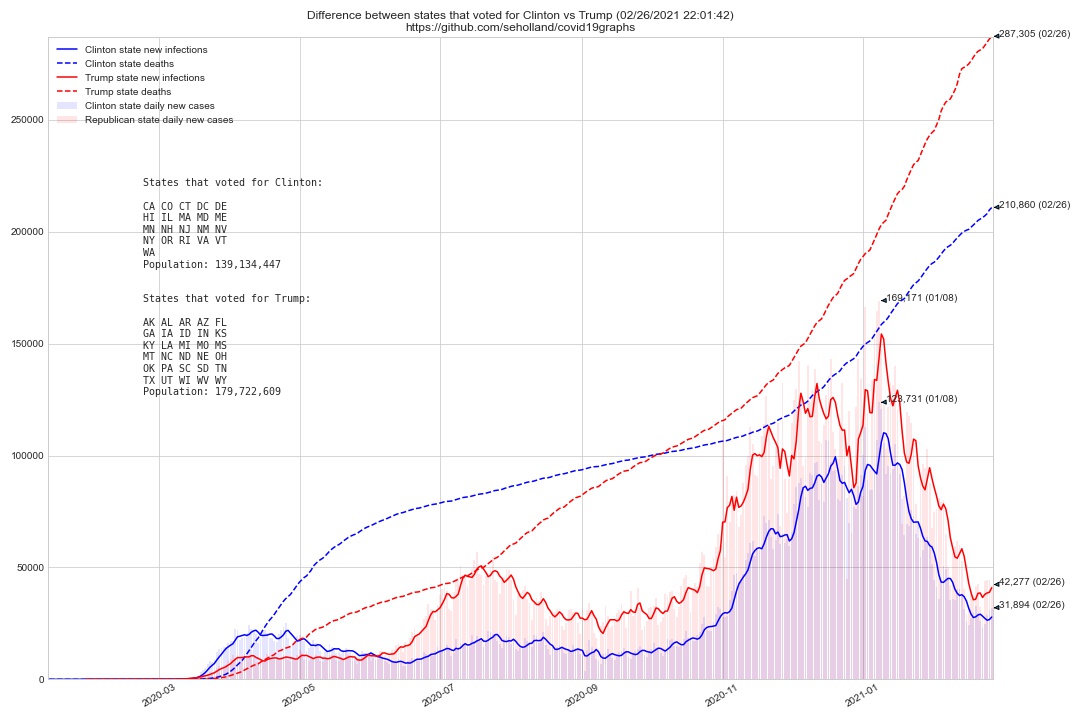 Difference between states that voted for Clinton vs Trump (02/26/2021 22:01:42)
https://github.com/seholland/covid19graphs
Clinton state new infections
Clinton state deaths
Trump state new infections
Trump state deaths
Clinton state daily new cases
Republican state daily new cases
States that voted for Clinton:
CA CO CT DC DE
HI IL MA MD ME
MN NH NJ NM NV
NY OR RI VA VT
WA
Population: 139,134,447
States that voted for Trump:
AK AL AR AZ FL
GA IA ID IN KS
KY LA MI MO MS
MT NC ND NE OH
OK PA SC SD TN
TX UT WI WV WY
Population: 179,722,609
287,305 (02/26)
210,860 (02/26)
169,171 (01/08)
123,731 (01/08)
42,277 (02/26)
31,894 (02/26)
250000
200000
150000
100000
50000
0
2020-03
2020-05
2020-07
2020-09
2020-11
2021-01